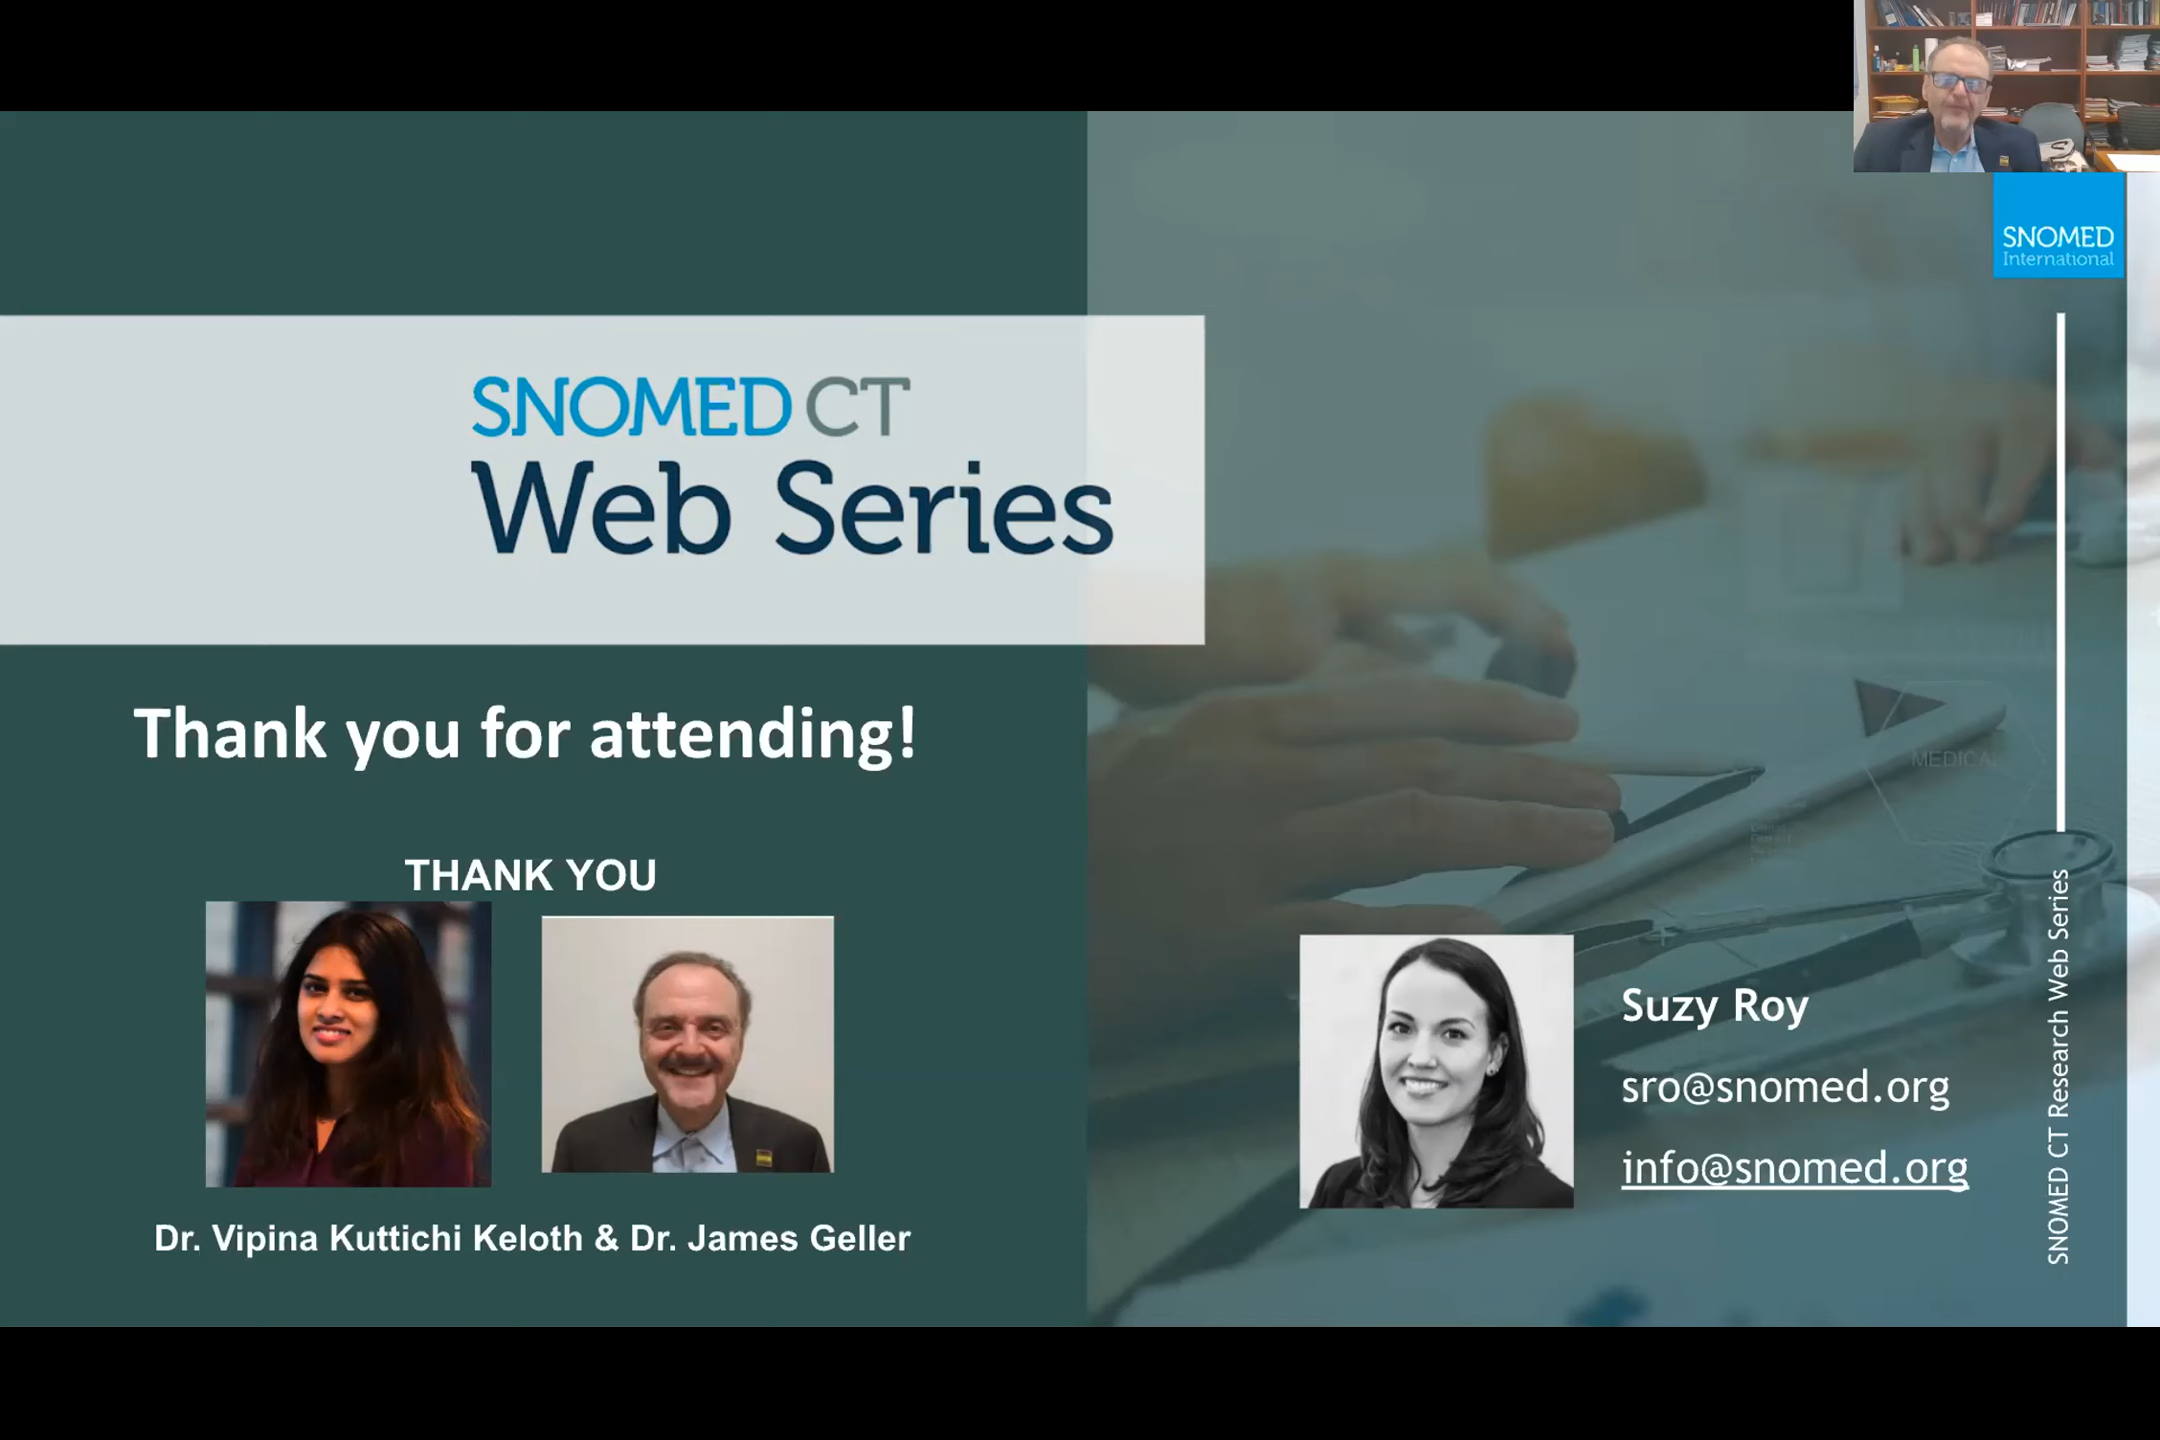 SNOMED
International
SNOMED CT
Web Series
Thank you for attending!
THANK YOU
Dr. Vipina Kuttichi Keloth & Dr. James Geller
Suzy Roy
sro@snomed.org
info@snomed.org
MEDICAL
SNOMED CT Research Web Series